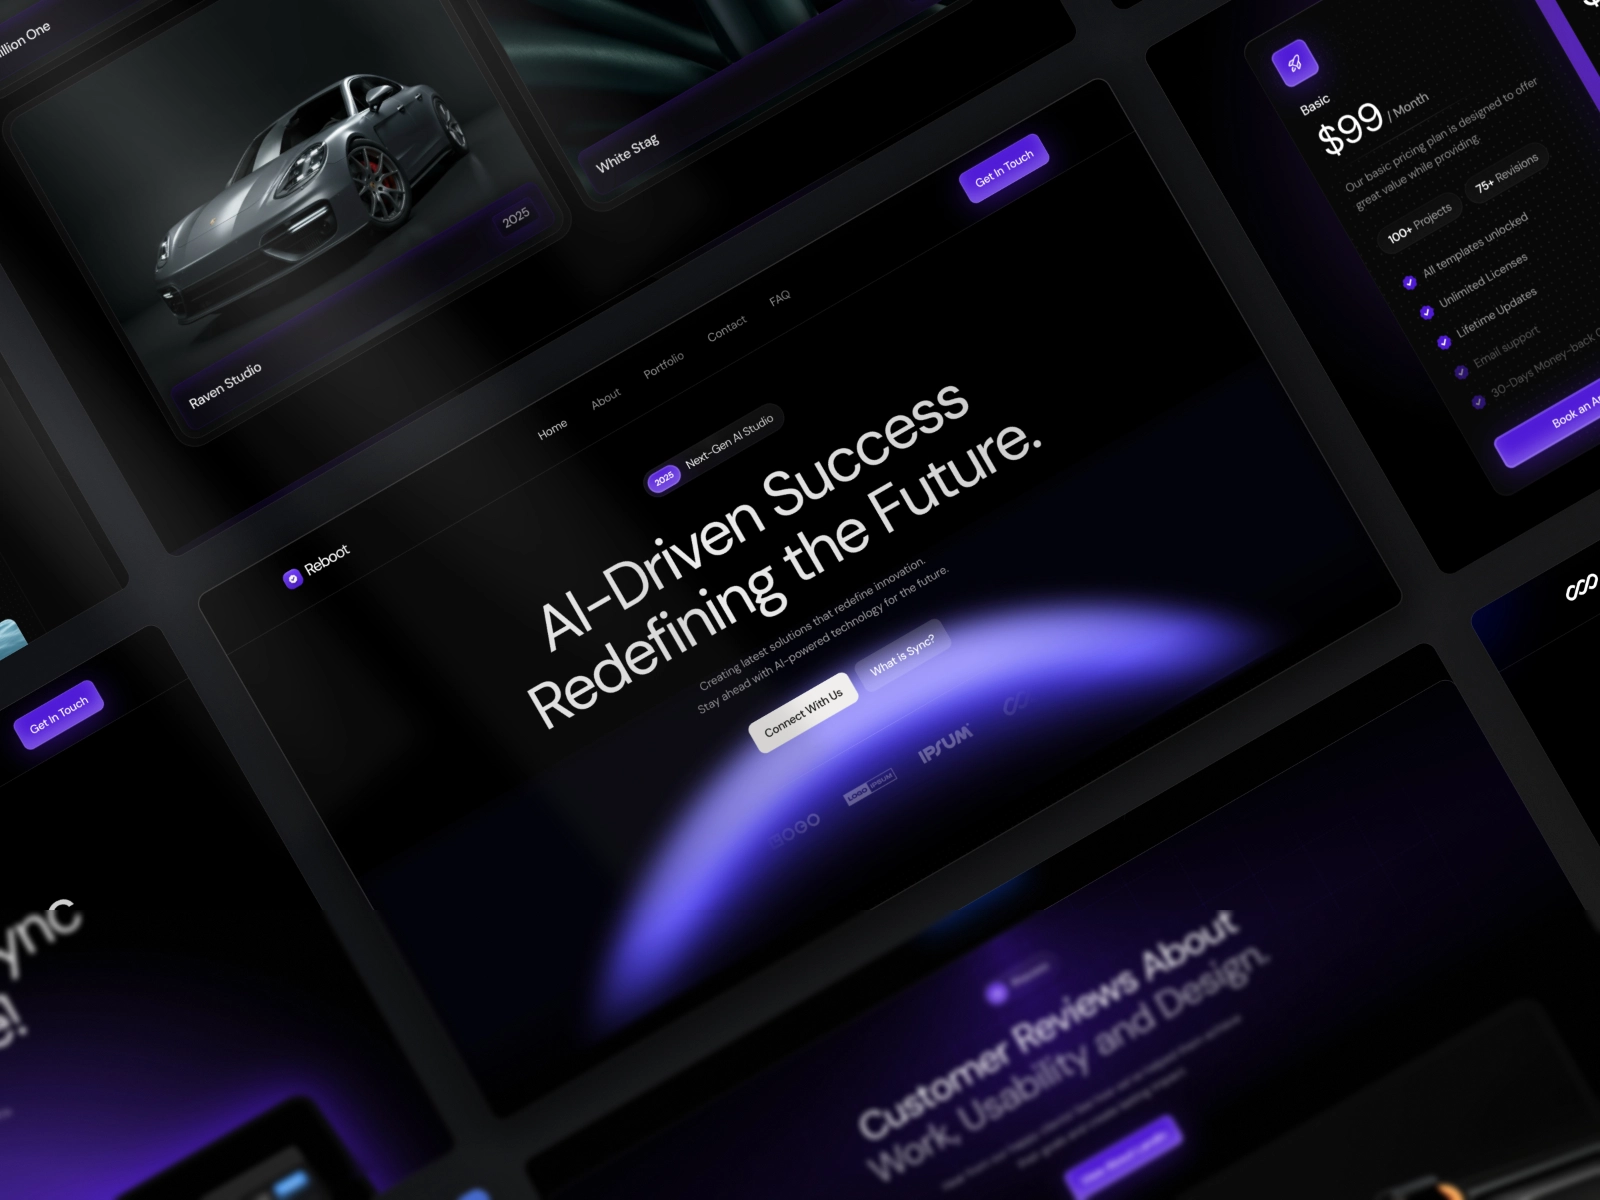 illion One
2025
Raven Studio
White Stag
Get In Touch
Reboot
Home
About
Portfolio
Contact
FAQ
2025 Next-Gen AI Studio
AI-Driven Success
Redefining the Future.
Creating latest solutions that redefine innovation.
Stay ahead with AI-powered technology for the future.
Connect With Us
What is Sync?
LOGO
LOGO IPSUM
IPSUM
Basic
$99 / Month
Our basic pricing plan is designed to offer
great value while providing.
100+ Projects
75+ Revisions
All templates unlocked
Unlimited Licenses
Lifetime Updates
Email support
30-Days Money-back
Book an
Get In Touch
ync
e!
Customer Reviews About
Work, Usability and Design.